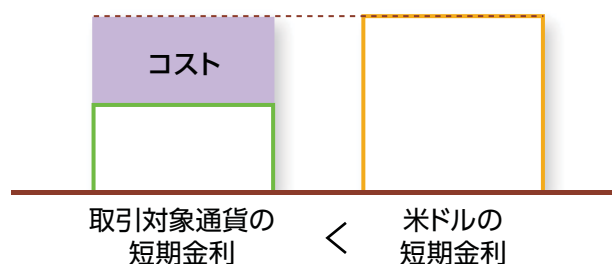 コスト
取引対象通貨の
短期金利
<
米ドルの
短期金利